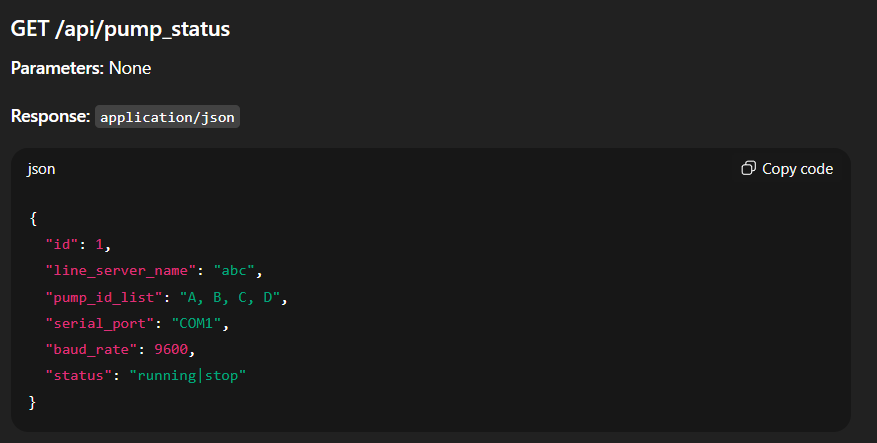 GET /api/pump_status
Parameters: None
Response: application/json
json Copy code
{
"id": 1,
"line_server_name": "abc",
"pump_id_list": "A, B, C, D",
"serial_port": "COM1",
"baud_rate": 9600,
"status": "running|stop"
}